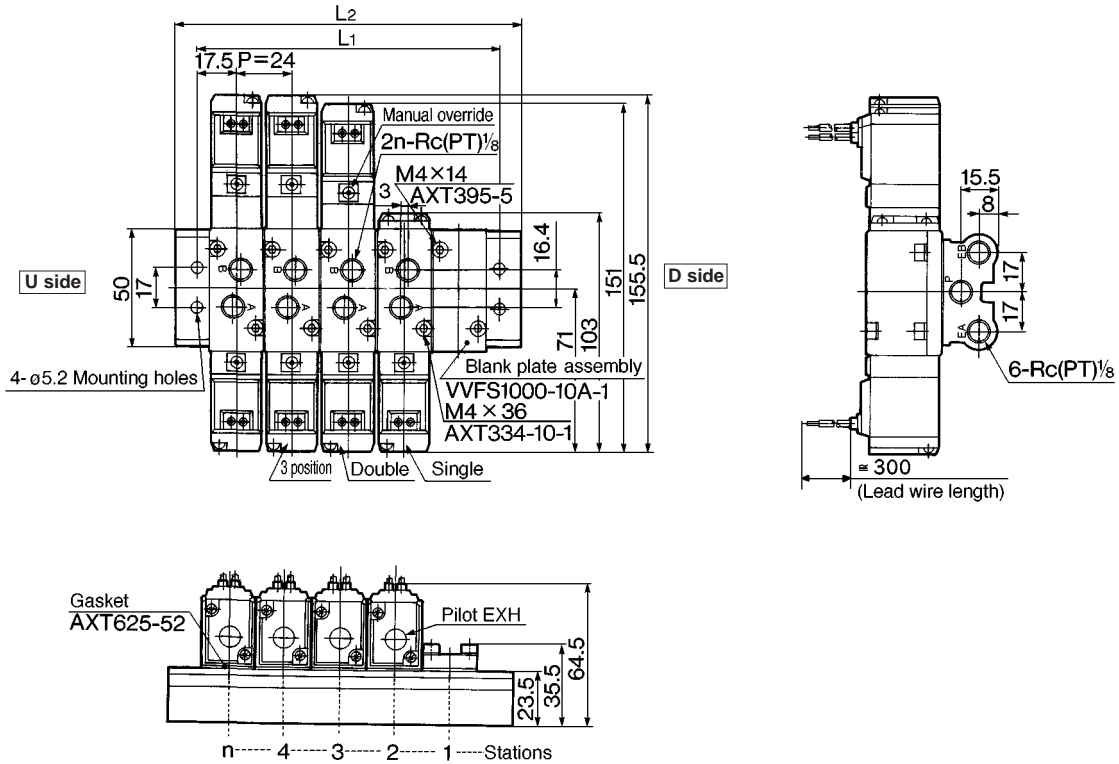 L2
L1
17.5 P=24
Manual override
2n-Rc(PT)⅛
M4×14
3
AXT395-5
15.5
8
16.4
U side
50
17
B B B B
A A A A
151
155.5
D side
EB
P
EA
17
17
71
103
4-ø5.2 Mounting holes
Blank plate assembly
VVFS1000-10A-1
M4×36
AXT334-10-1
6-Rc(PT)⅛
3 position Double Single
≅300
(Lead wire length)
Gasket
AXT625-52
Pilot EXH
23.5
35.5
64.5
n------4----3----2----1----Stations